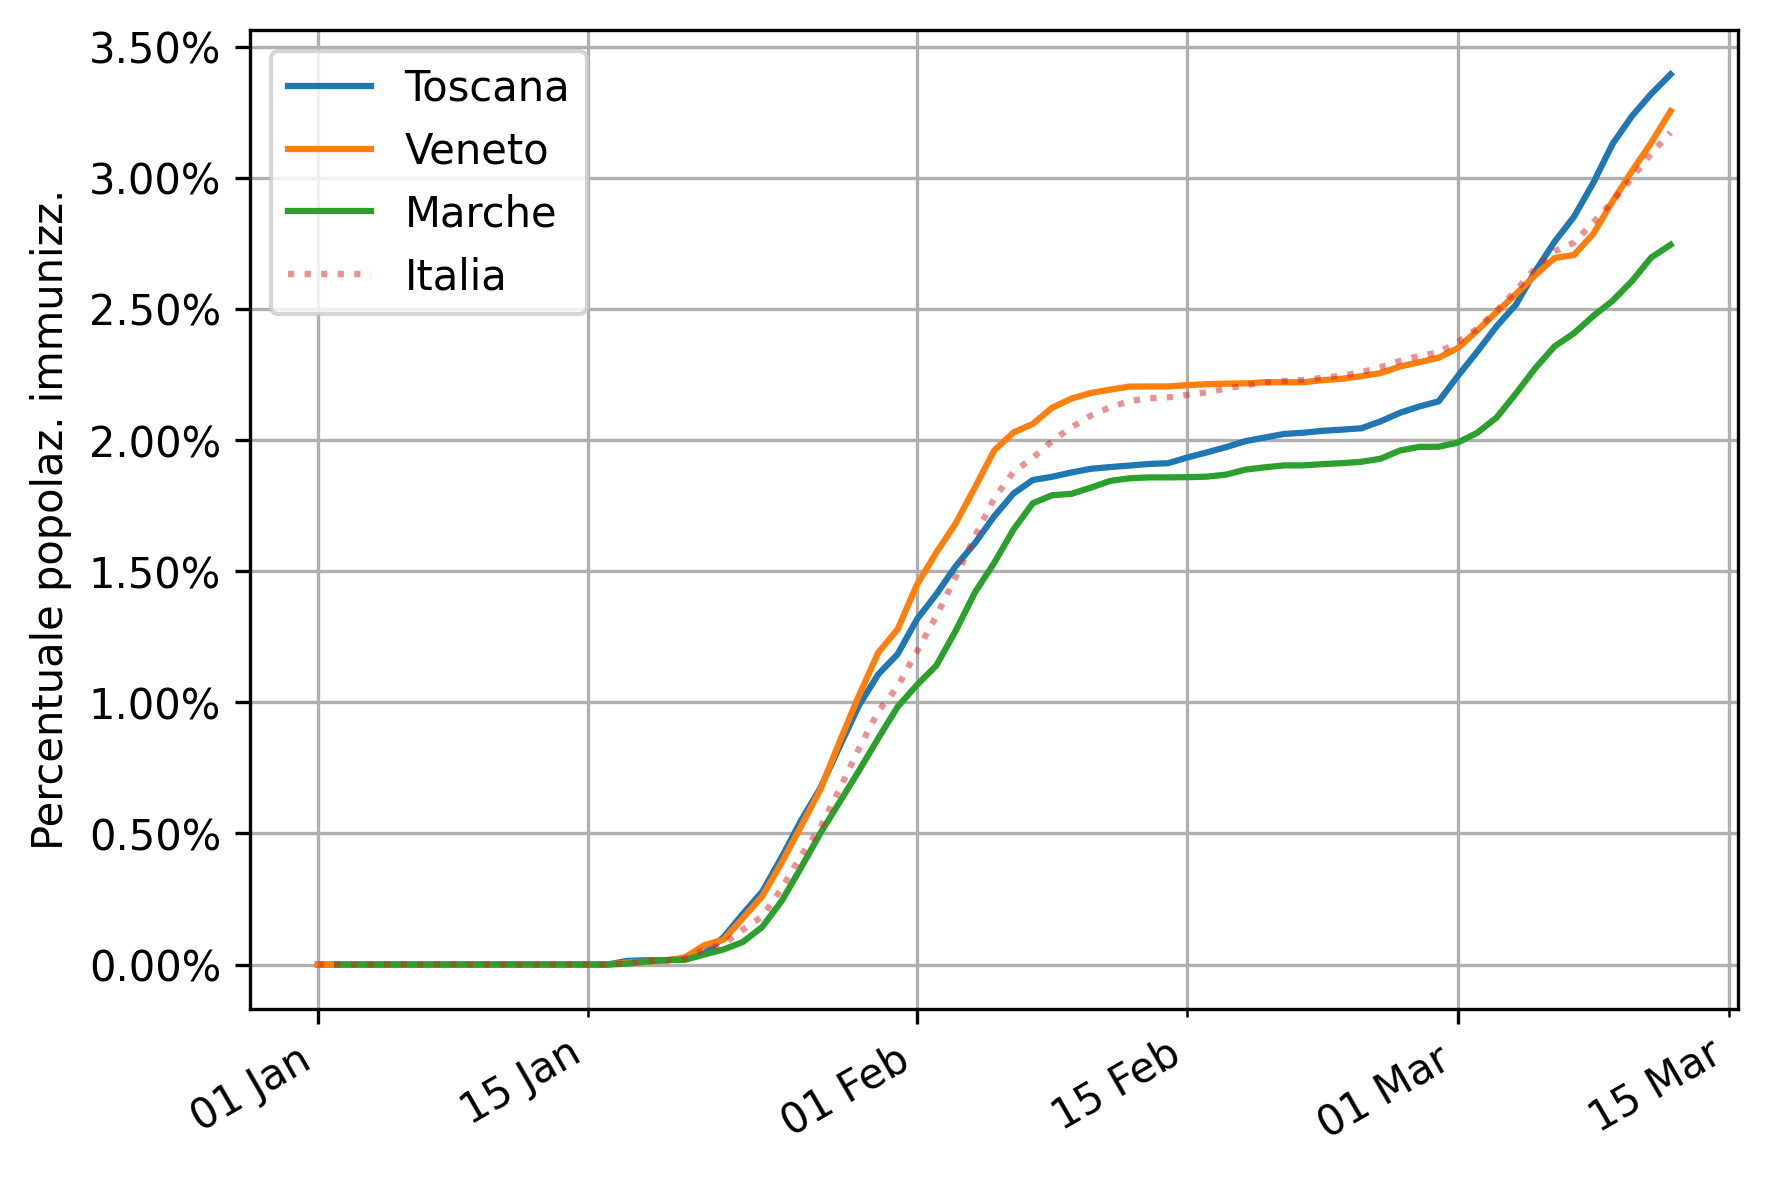 3.50%
3.00%
2.50%
2.00%
1.50%
1.00%
0.50%
0.00%
Percentuale popolaz. immunizz.
Toscana
Veneto
Marche
Italia
01 Jan
15 Jan
01 Feb
15 Feb
01 Mar
15 Mar